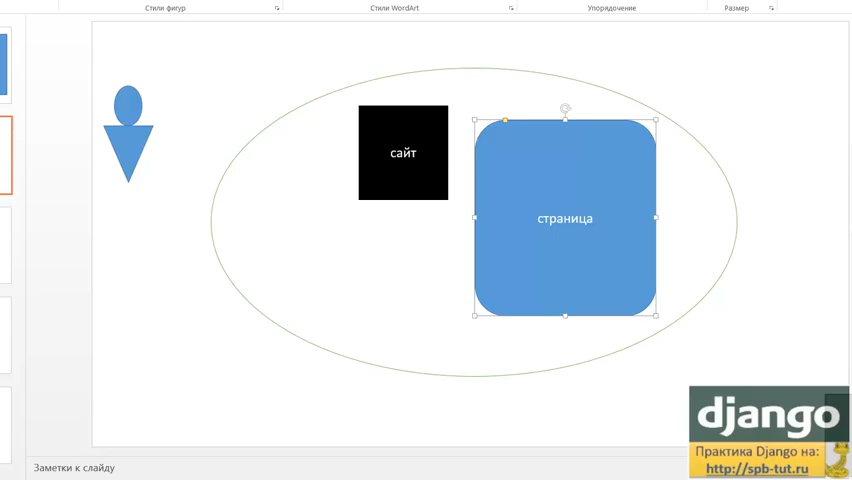 Стили фигур
Стили WordArt
Упорядочение
Размер
сайт
страница
django
Практика Django на:
http://spb-tut.ru
Заметки к слайду